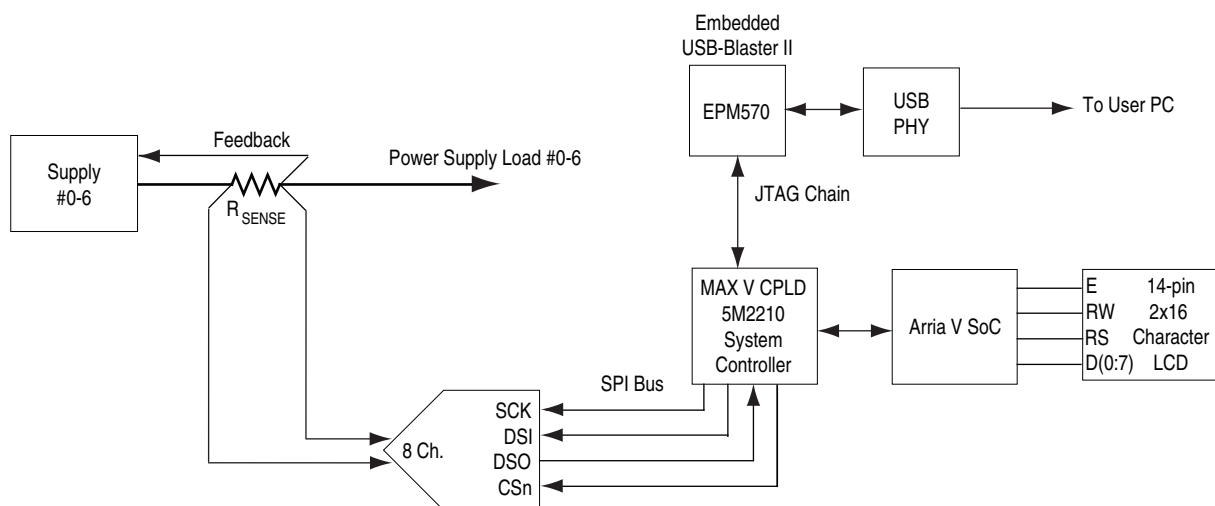 Embedded
USB-Blaster II
EPM570
USB
PHY
To User PC
Feedback
Power Supply Load #0-6
Supply
#0-6
R SENSE
JTAG Chain
MAX V CPLD
5M2210
System
Controller
Arria V SoC
E
RW
RS
D(0:7)
14-pin
2x16
Character
LCD
SPI Bus
8 Ch.
SCK
DSI
DSO
CSn